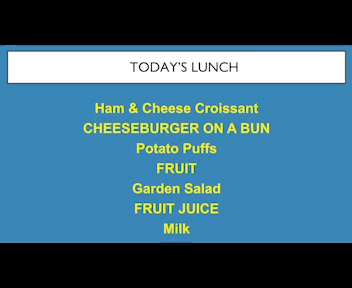 TODAY'S LUNCH
Ham & Cheese Croissant
CHEESEBURGER ON A BUN
Potato Puffs
FRUIT
Garden Salad
FRUIT JUICE
Milk